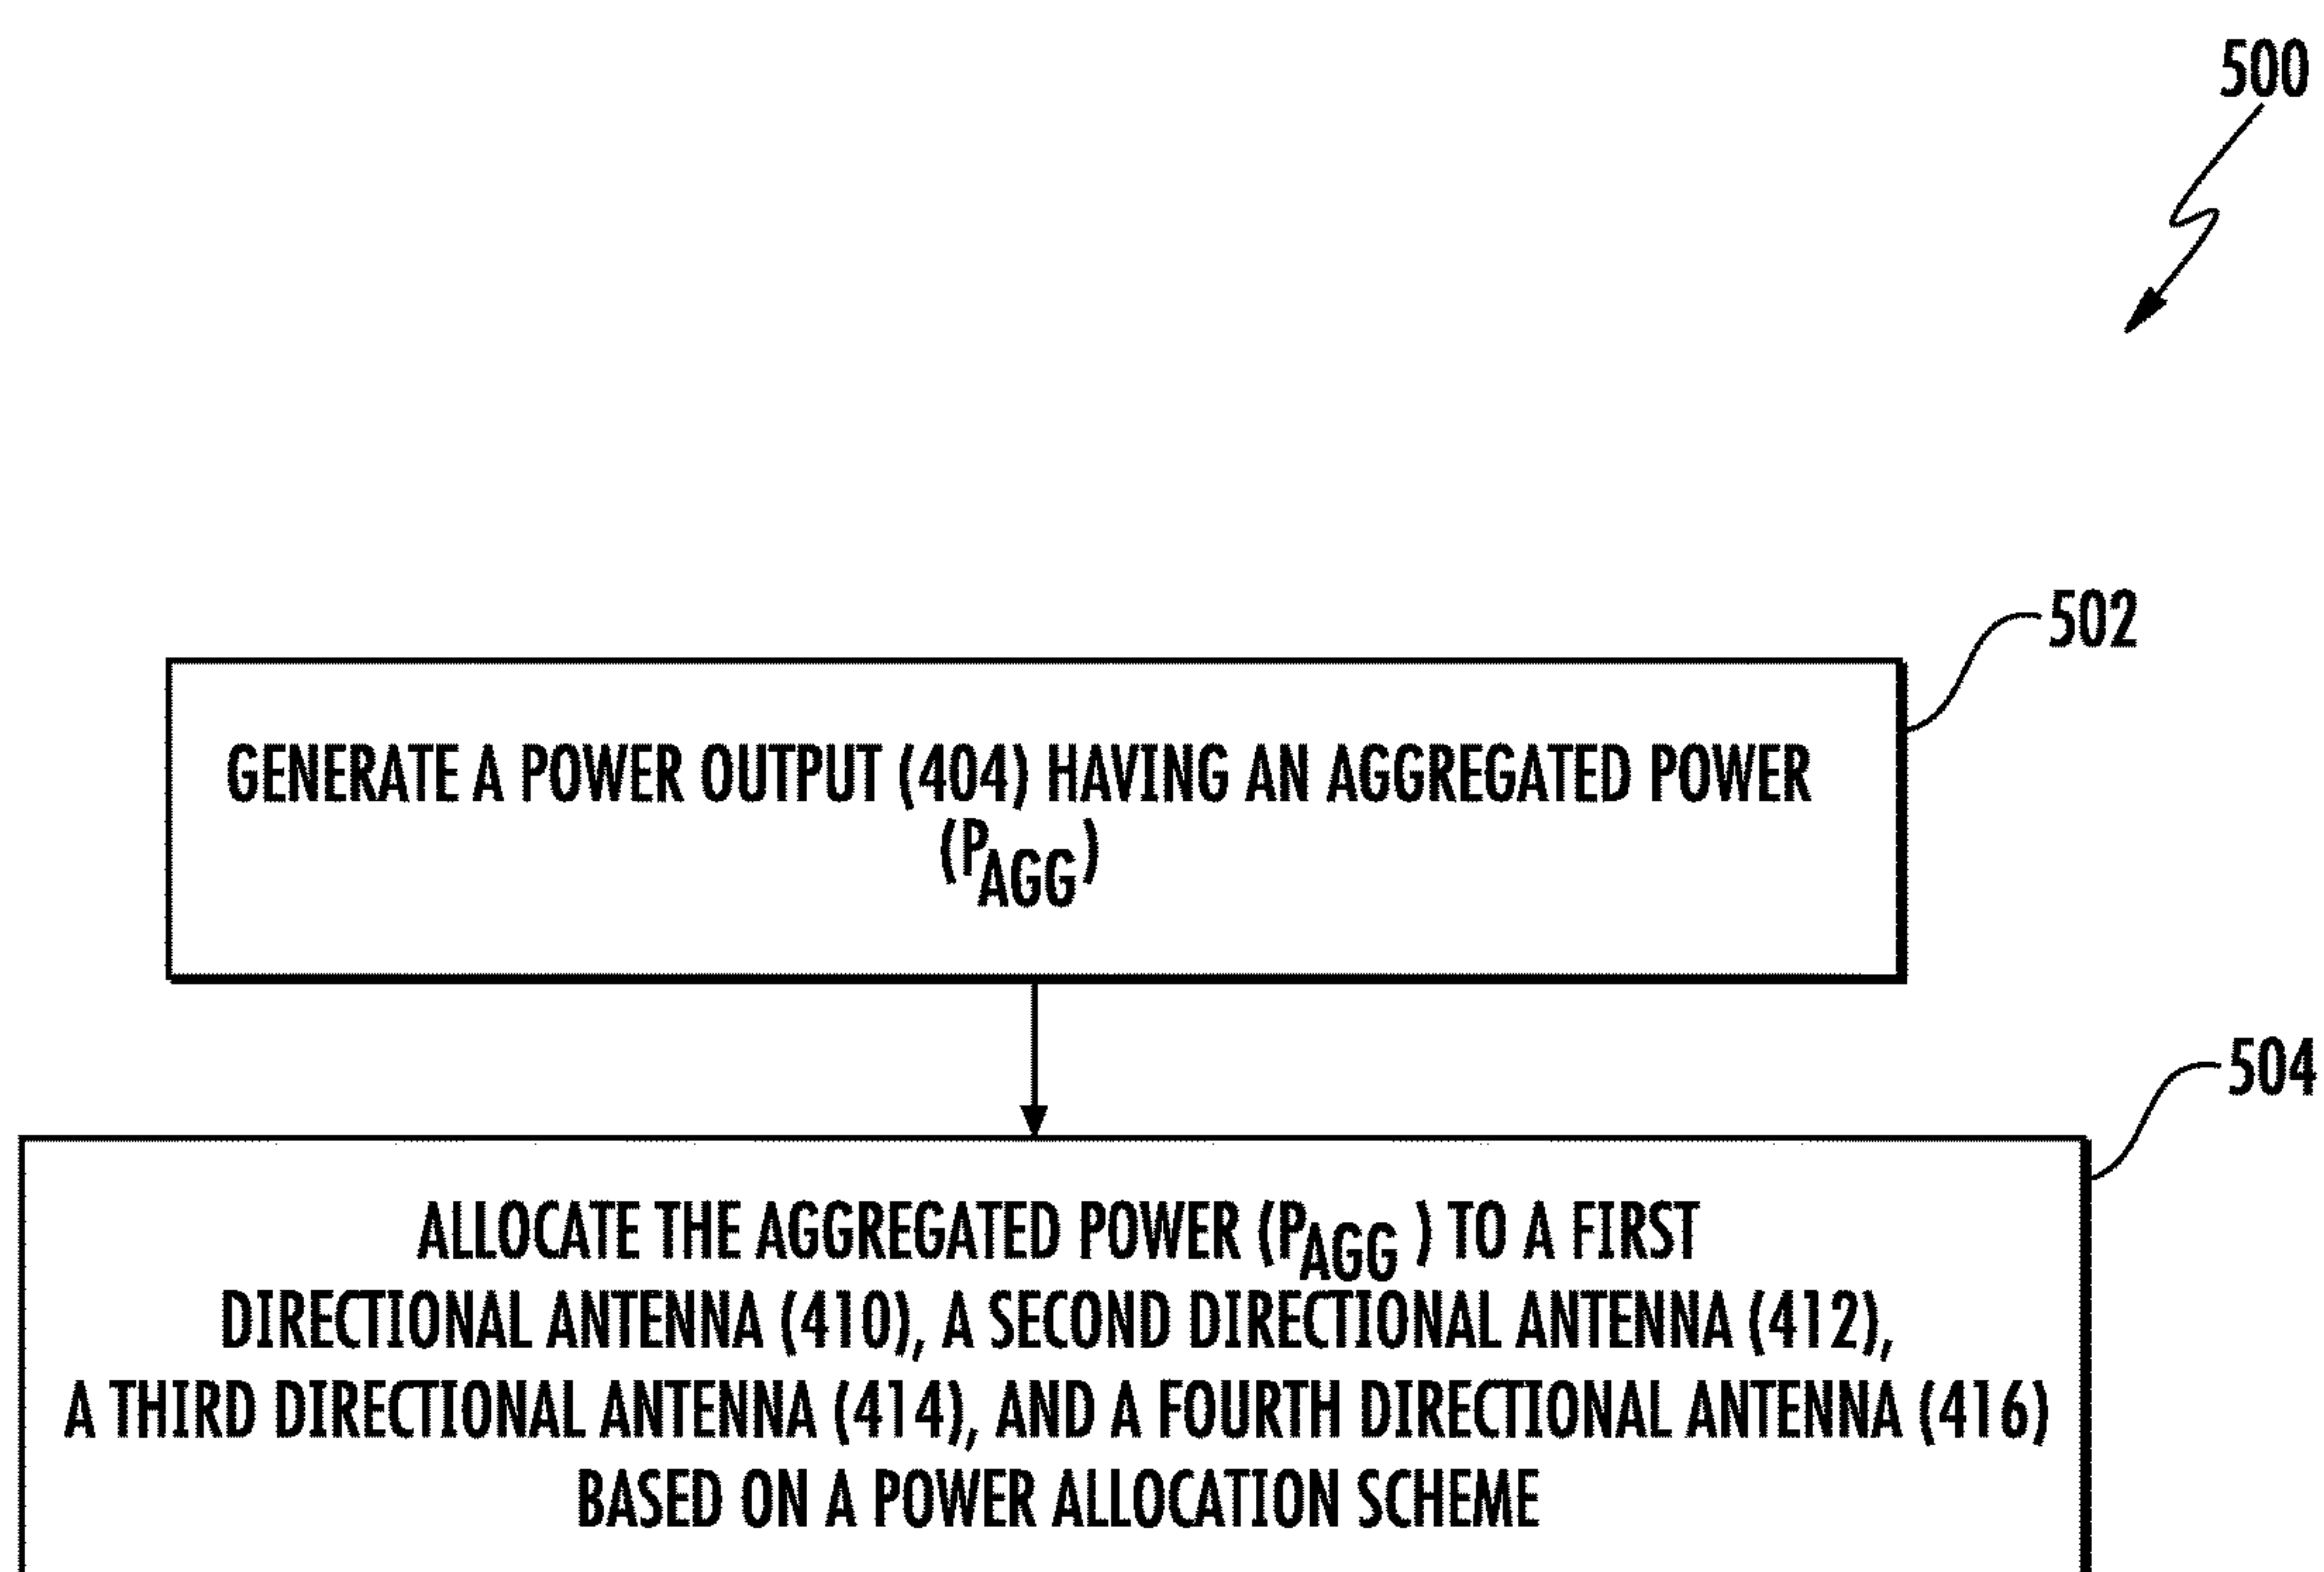 500
502
GENERATE A POWER OUTPUT (404) HAVING AN AGGREGATED POWER
(PAGG)
504
ALLOCATE THE AGGREGATED POWER (PAGG ) TO A FIRST
DIRECTIONAL ANTENNA (410), A SECOND DIRECTIONAL ANTENNA (412),
A THIRD DIRECTIONAL ANTENNA (414), AND A FOURTH DIRECTIONAL ANTENNA (416)
BASED ON A POWER ALLOCATION SCHEME